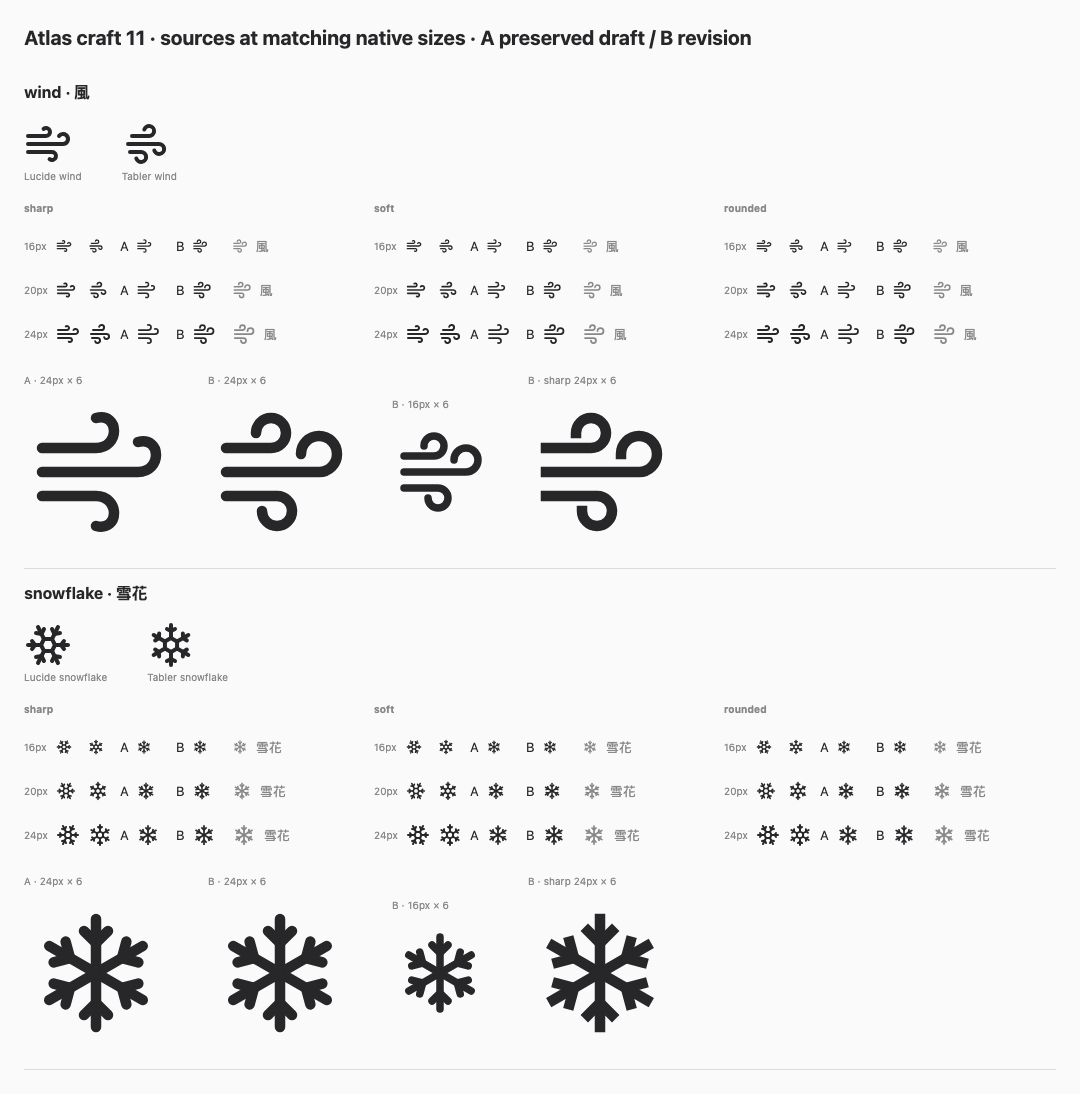 Atlas craft 11 · sources at matching native sizes · A preserved draft / B revision
wind · 風
Lucide wind Tabler wind
sharp soft rounded
16px A B 風 16px A B 風 16px A B 風
20px A B 風 20px A B 風 20px A B 風
24px A B 風 24px A B 風 24px A B 風
A · 24px × 6 B · 24px × 6 B · sharp 24px × 6
B · 16px × 6
snowflake · 雪花
Lucide snowflake Tabler snowflake
sharp soft rounded
16px A B 雪花 16px A B 雪花 16px A B 雪花
20px A B 雪花 20px A B 雪花 20px A B 雪花
24px A B 雪花 24px A B 雪花 24px A B 雪花
A · 24px × 6 B · 24px × 6 B · sharp 24px × 6
B · 16px × 6